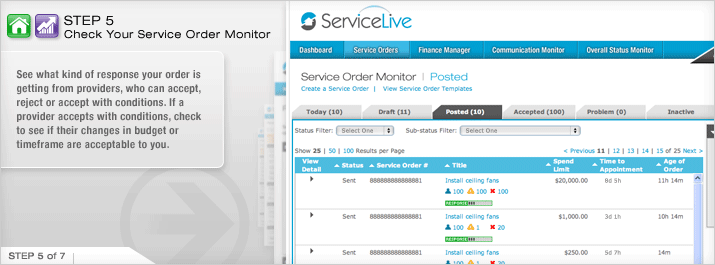 STEP 5
Check Your Service Order Monitor
See what kind of response your order is
getting from providers, who can accept,
reject or accept with conditions. If a
provider accepts with conditions, check
to see if their changes in budget or
timeframe are acceptable to you.
STEP 5 of 7
ServiceLive
Dashboard Service Orders Finance Manager Communication Monitor Overall Status Monitor
Service Order Monitor | Posted
Create a Service Order | View Service Order Templates
Today (10) Draft (11) Posted (10) Accepted (100) Problem (0) Inactive
Status Filter: Select One Sub-status Filter: Select One
Show 25 | 50 | 100 Results per Page < Previous 11 | 12 | 13 | 14 | 15 of 25 Next >
View Detail Status Service Order # Title Spend Limit Time to Appointment Age of Order
Sent 888888888888881 Install ceiling fans $20,000.00 8d 5h 11h 14m
100 100 100
RESPONSE
Sent 888888888888881 Install ceiling fans $1,000.00 3d 1h 10h 14m
100 1 20
RESPONSE
Sent 888888888888881 Install ceiling fans $250.00 5d 7h 14m